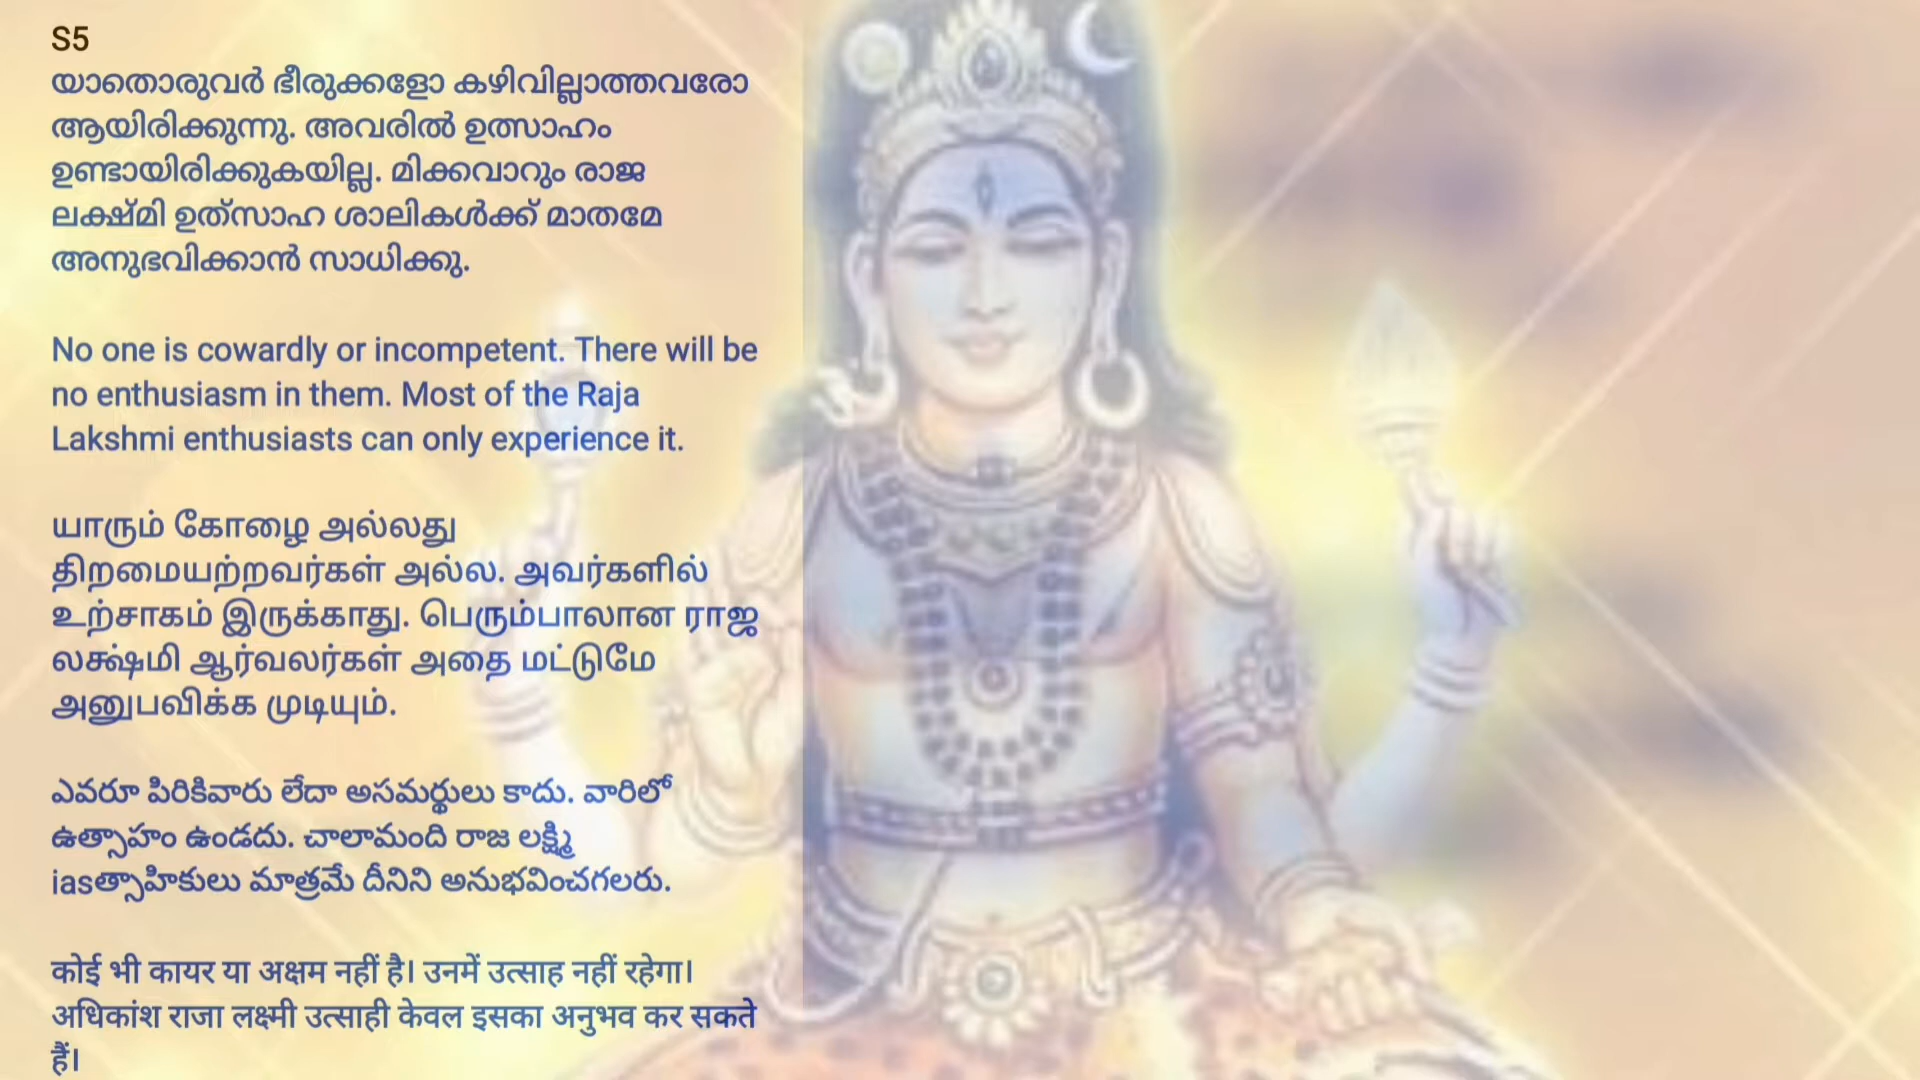 S5
യാതൊരുവർ ഭീരുക്കളോ കഴിവില്ലാത്തവരോ
ആയിരിക്കുന്നു. അവരിൽ ഉത്സാഹം
ഉണ്ടായിരിക്കുകയില്ല. മിക്കവാറും രാജ
ലക്ഷ്മി ഉത്സാഹ ശാലികൾക്ക് മാതമേ
അനുഭവിക്കാൻ സാധിക്കു.
No one is cowardly or incompetent. There will be
no enthusiasm in them. Most of the Raja
Lakshmi enthusiasts can only experience it.
யாரும் கோழை அல்லது
திறமையற்றவர்கள் அல்ல. அவர்களில்
உற்சாகம் இருக்காது. பெரும்பாலான ராஜ
லக்ஷ்மி ஆர்வலர்கள் அதை மட்டுமே
அனுபவிக்க முடியும்.
ఎవరూ పిరికివారు లేదా అసమర్థులు కాదు. వారిలో
ఉత్సాహం ఉండదు. చాలామంది రాజ లక్ష్మి
iasత్సాహికులు మాత్రమే దీనిని అనుభవించగలరు.
कोई भी कायर या अक्षम नहीं है। उनमें उत्साह नहीं रहेगा।
अधिकांश राजा लक्ष्मी उत्साही केवल इसका अनुभव कर सकते
हैं।